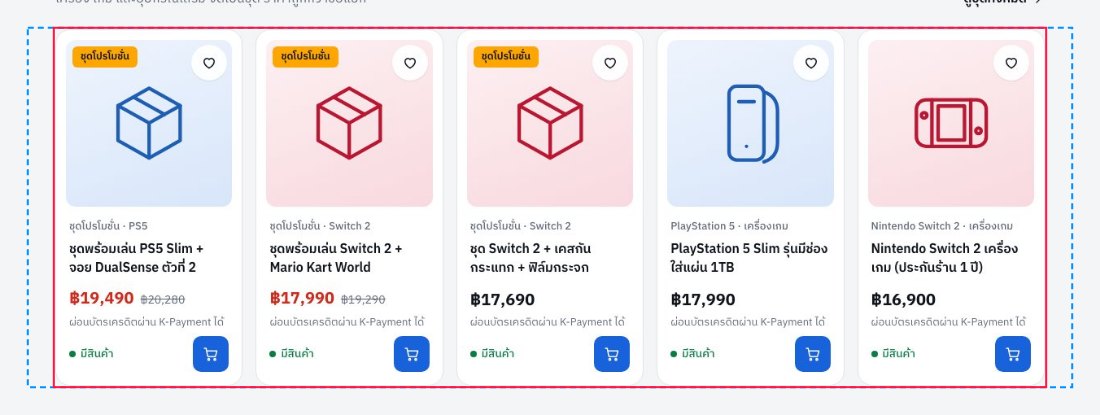 ชุดโปรโมชั่น
ชุดพร้อมเล่น PS5 Slim +
จอย DualSense ตัวที่ 2
ชุดโปรโมชั่น · PS5
฿19,490 ฿20,280
ผ่อนบัตรเครดิตผ่าน K-Payment ได้
มีสินค้า
ชุดโปรโมชั่น
ชุดโปรโมชั่น · Switch 2
ชุดพร้อมเล่น Switch 2 +
Mario Kart World
฿17,990 ฿19,290
ผ่อนบัตรเครดิตผ่าน K-Payment ได้
มีสินค้า
ชุดโปรโมชั่น
ชุดโปรโมชั่น · Switch 2
ชุด Switch 2 + เคสกัน
กระแทก + ฟิล์มกระจก
฿17,690
ผ่อนบัตรเครดิตผ่าน K-Payment ได้
มีสินค้า
PlayStation 5 · เครื่องเกม
PlayStation 5 Slim รุ่นมีช่อง
ใส่แผ่น 1TB
฿17,990
ผ่อนบัตรเครดิตผ่าน K-Payment ได้
มีสินค้า
Nintendo Switch 2 · เครื่องเกม
Nintendo Switch 2 เครื่อง
เกม (ประกันร้าน 1 ปี)
฿16,900
ผ่อนบัตรเครดิตผ่าน K-Payment ได้
มีสินค้า